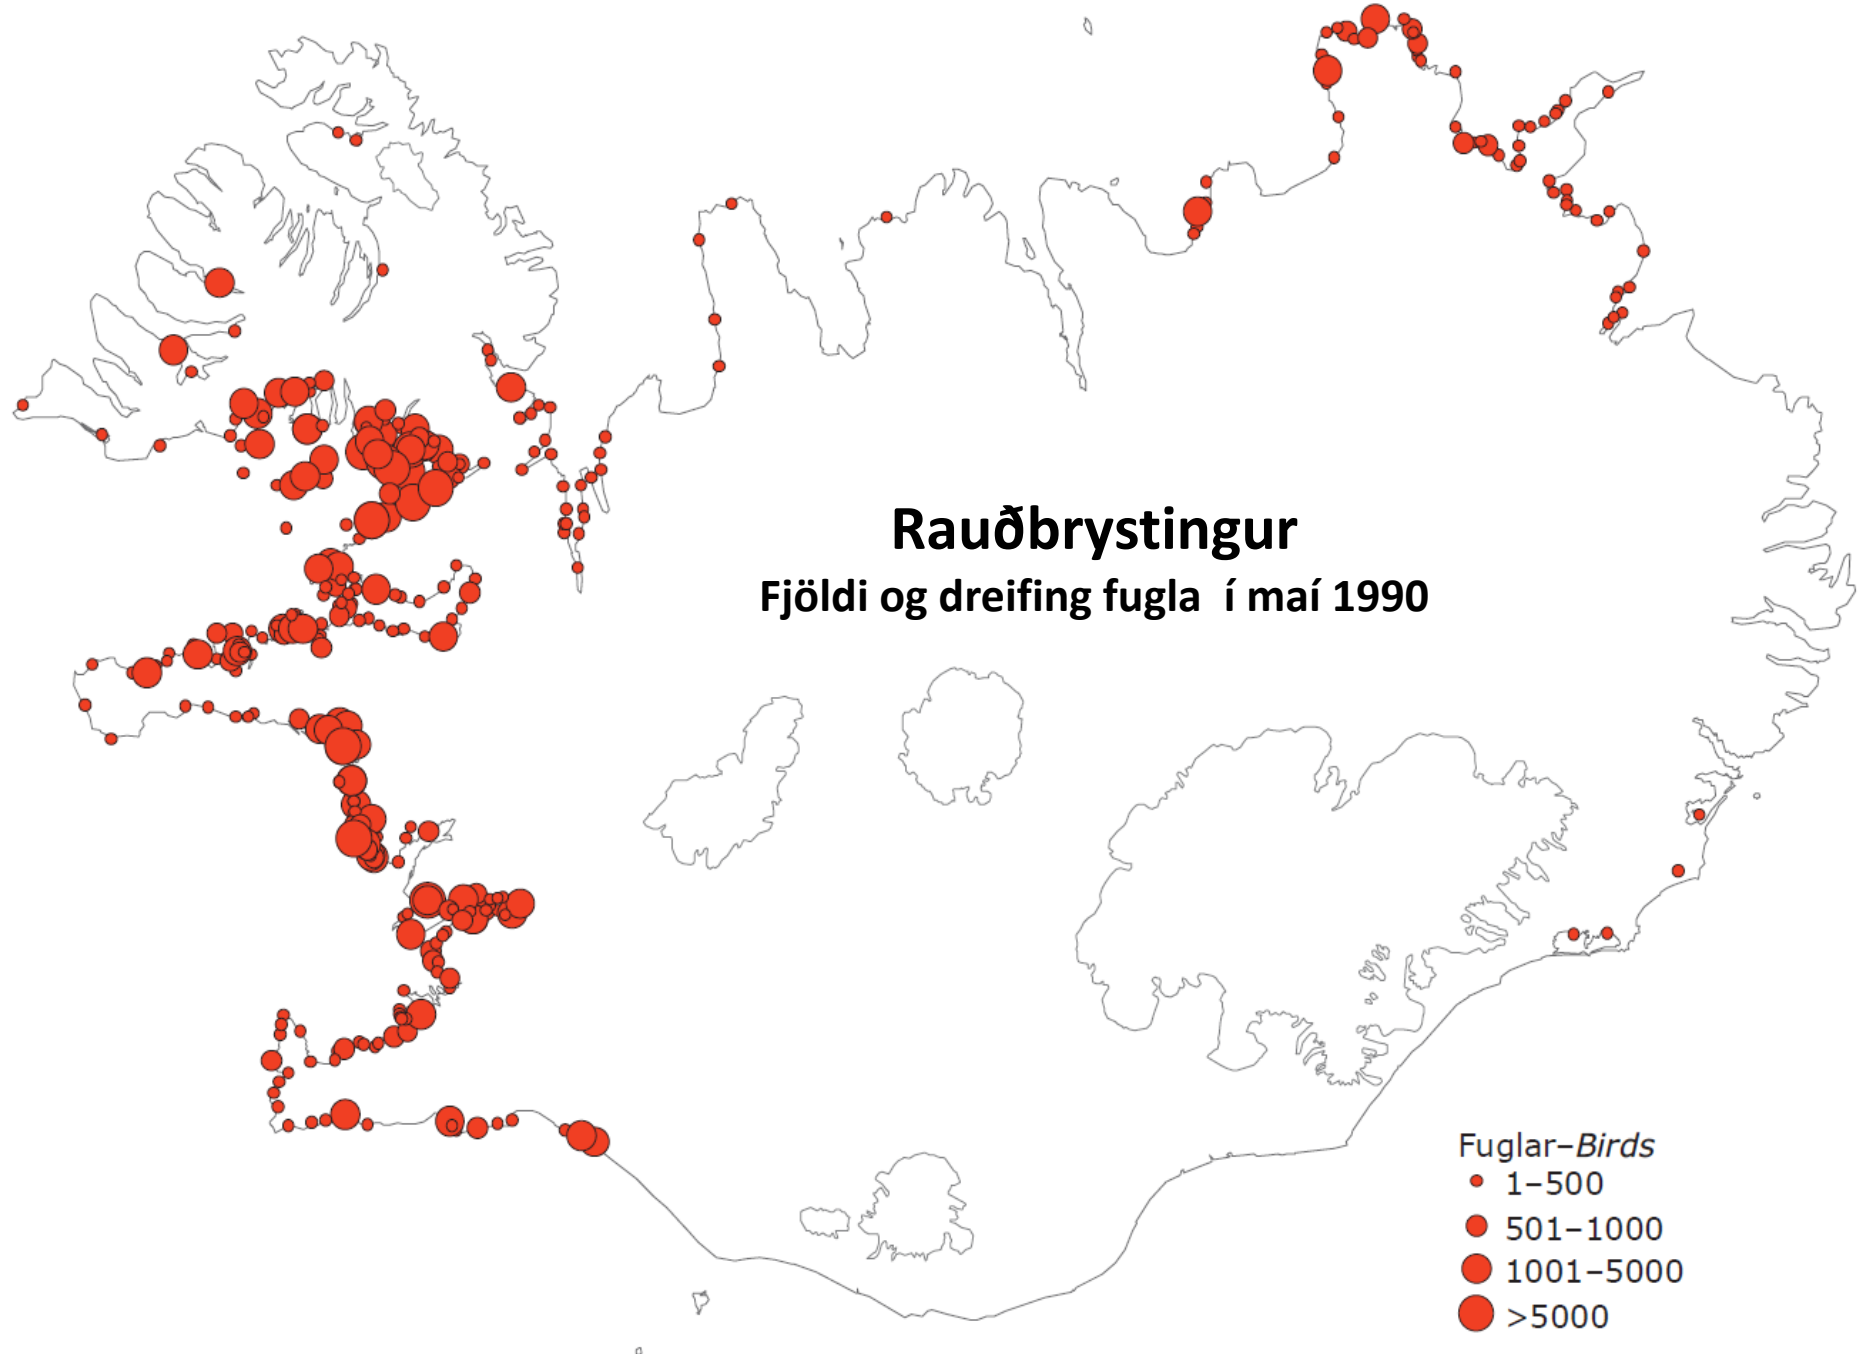 Rauðbrystingur
Fjöldi og dreifing fugla í maí 1990
Fuglar–Birds
1–500
501–1000
1001–5000
>5000